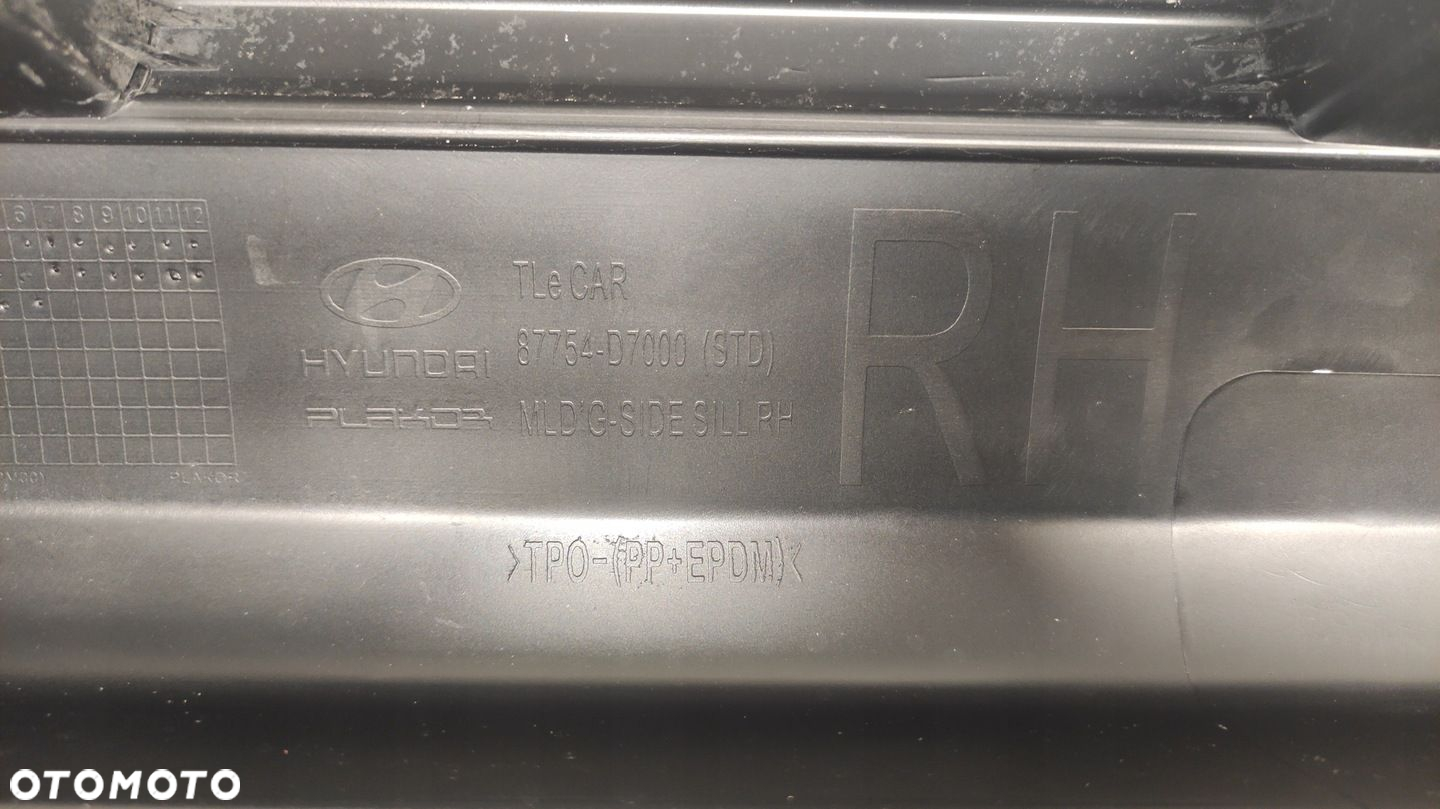 6 7 8 9 10 11 12
TLe CAR
HYUNDAI
87754-D7000 (STD)
PLAKOR
MLD'G-SIDE SILL RH
RH
PLAKOR
>TPO-(PP+EPDM)<
OTOMOTO